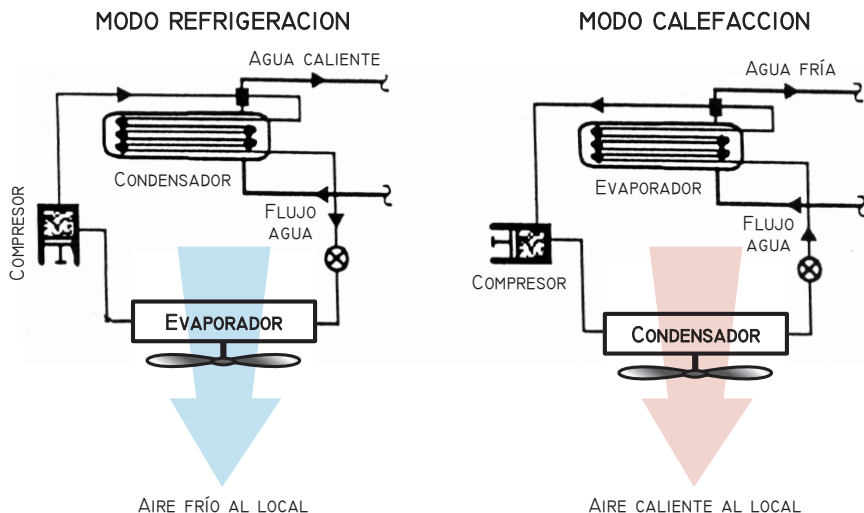 MODO REFRIGERACION
AGUA CALIENTE
CONDENSADOR
FLUJO
AGUA
COMPRESOR
EVAPORADOR
AIRE FRÍO AL LOCAL
MODO CALEFACCION
AGUA FRÍA
EVAPORADOR
FLUJO
AGUA
COMPRESOR
CONDENSADOR
AIRE CALIENTE AL LOCAL